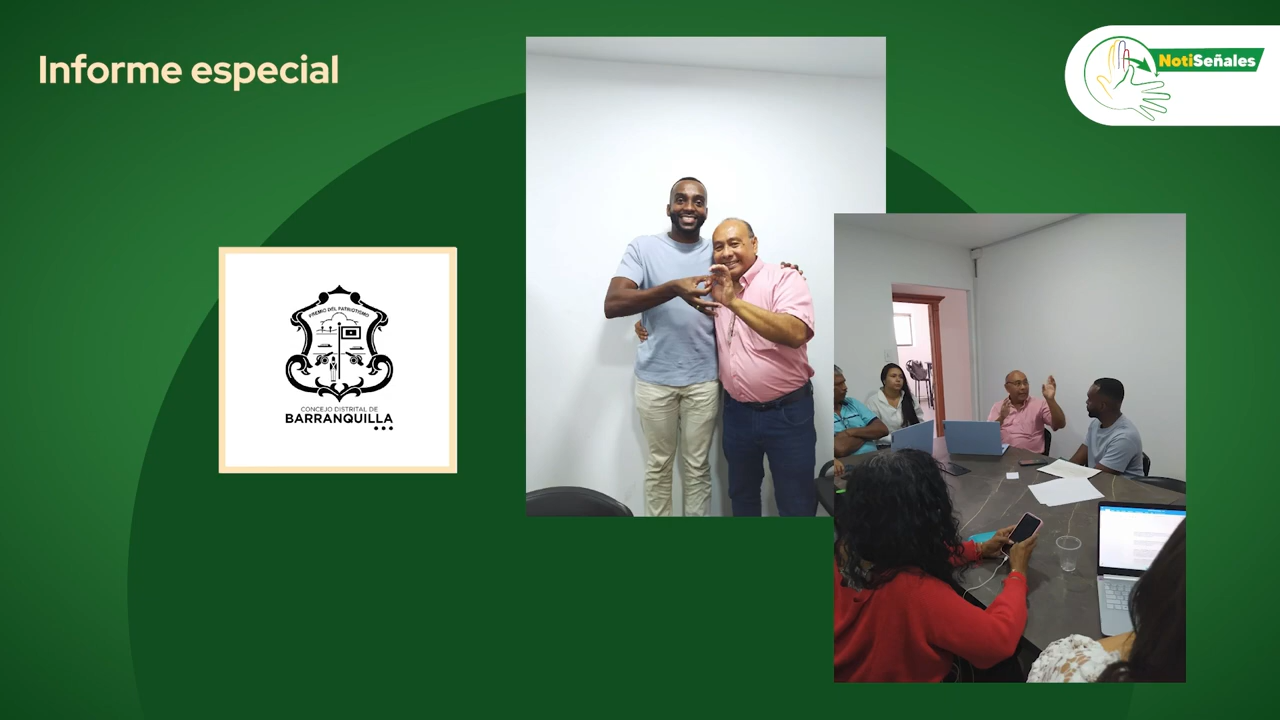 Informe especial
NotiSeñales
PREMIO DEL PATRIOTISMO
CONCEJO DISTRITAL DE
BARRANQUILLA